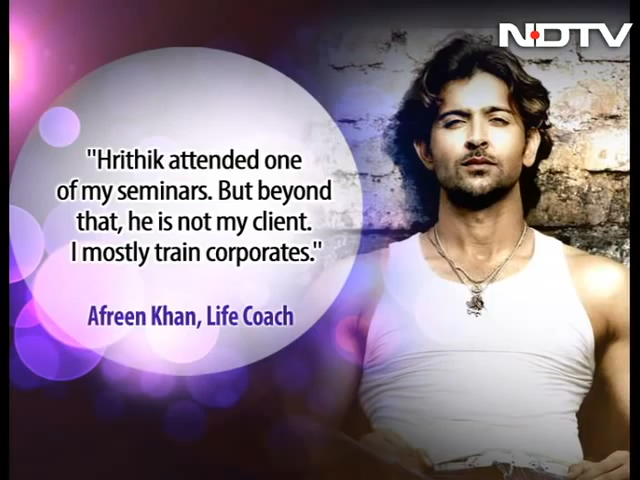 NDTV
"Hrithik attended one
of my seminars. But beyond
that, he is not my client.
I mostly train corporates."
Afreen Khan, Life Coach